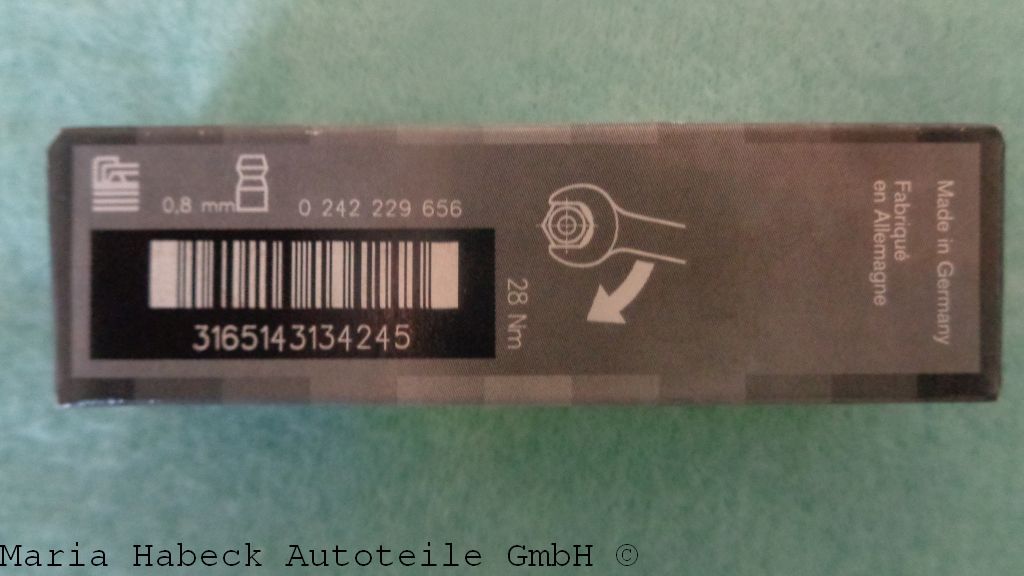 0,8 mm
0 242 229 656
3165143134245
28 Nm
Made in Germany
Fabriqué
en Allemagne
Maria Habeck Autoteile GmbH ©